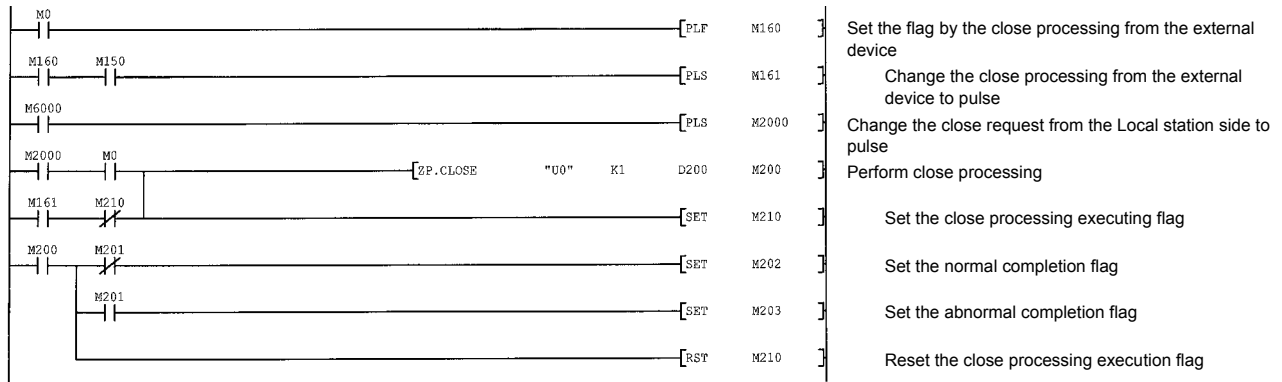 M0
[PLF M160 ]
Set the flag by the close processing from the external
device
M160 M150
[PLS M161 ]
Change the close processing from the external
device to pulse
M6000
[PLS M2000 ]
Change the close request from the Local station side to
pulse
M2000 M0
[ZP.CLOSE "U0" K1 D200 M200 ]
Perform close processing
M161 M210
[SET M210 ]
Set the close processing executing flag
M200 M201
[SET M202 ]
Set the normal completion flag
M201
[SET M203 ]
Set the abnormal completion flag
[RST M210 ]
Reset the close processing execution flag